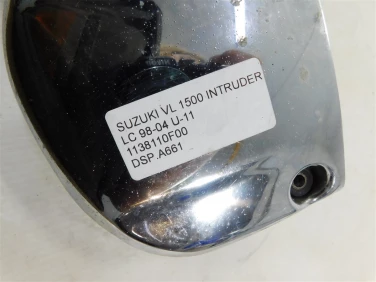 SUZUKI VL 1500 INTRUDER
LC 98-04 U-11
1138110F00
DSP.A661